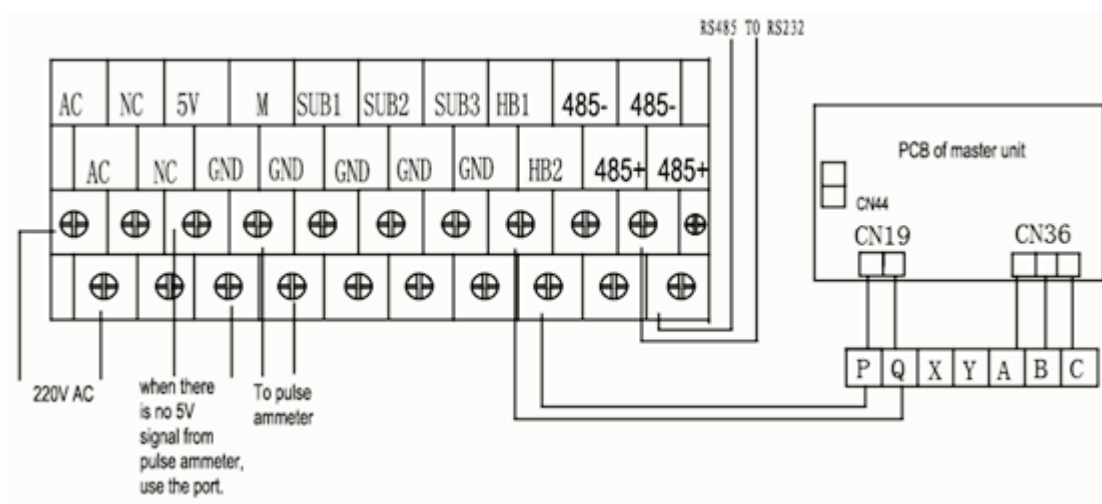 RS485 TO RS232
AC NC 5V M SUB1 SUB2 SUB3 HB1 485- 485-
AC NC GND GND GND GND GND HB2 485+ 485+
PCB of master unit
CN44
CN19 CN36
P Q X Y A B C
220V AC
when there
is no 5V
signal from
pulse ammeter,
use the port.
To pulse
ammeter